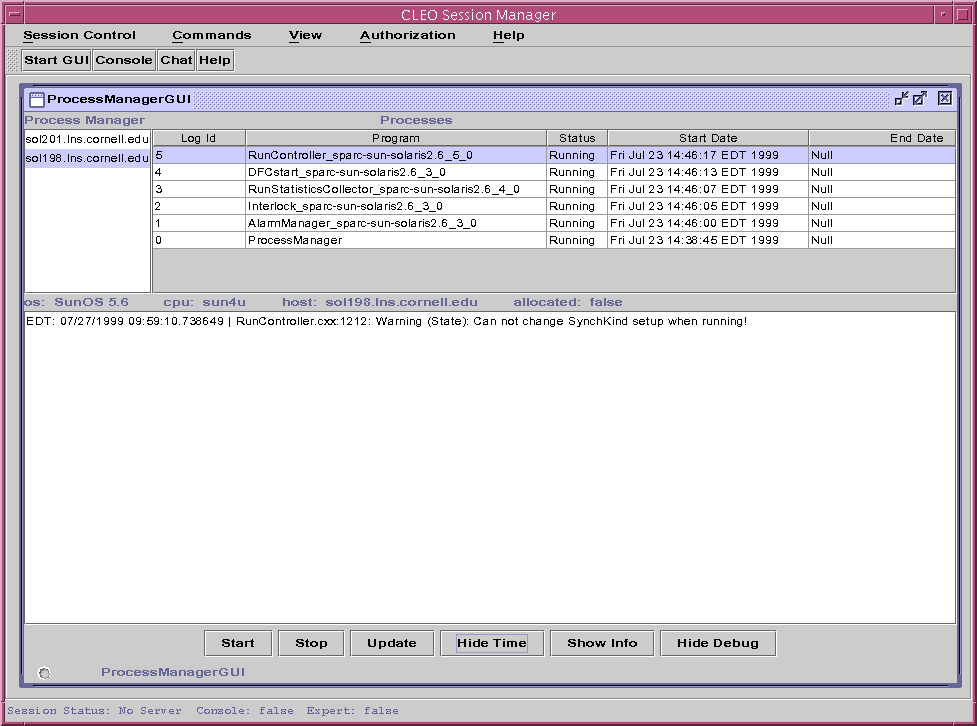 CLEO Session Manager
Session Control Commands View Authorization Help
Start GUI Console Chat Help
ProcessManagerGUI
Process Manager Processes
sol201.lns.cornell.edu
sol198.lns.cornell.edu
Log Id Program Status Start Date End Date
5 RunController_sparc-sun-solaris2.6_5_0 Running Fri Jul 23 14:46:17 EDT 1999 Null
4 DFCstart_sparc-sun-solaris2.6_3_0 Running Fri Jul 23 14:46:13 EDT 1999 Null
3 RunStatisticsCollector_sparc-sun-solaris2.6_4_0 Running Fri Jul 23 14:46:07 EDT 1999 Null
2 Interlock_sparc-sun-solaris2.6_3_0 Running Fri Jul 23 14:46:05 EDT 1999 Null
1 AlarmManager_sparc-sun-solaris2.6_3_0 Running Fri Jul 23 14:46:00 EDT 1999 Null
0 ProcessManager Running Fri Jul 23 14:38:45 EDT 1999 Null
os: SunOS 5.6 cpu: sun4u host: sol198.lns.cornell.edu allocated: false
EDT: 07/27/1999 09:59:10.738649 | RunController.cxx:1212: Warning (State): Can not change SynchKind setup when running!
Start Stop Update Hide Time Show Info Hide Debug
ProcessManagerGUI
Session Status: No Server Console: false Expert: false